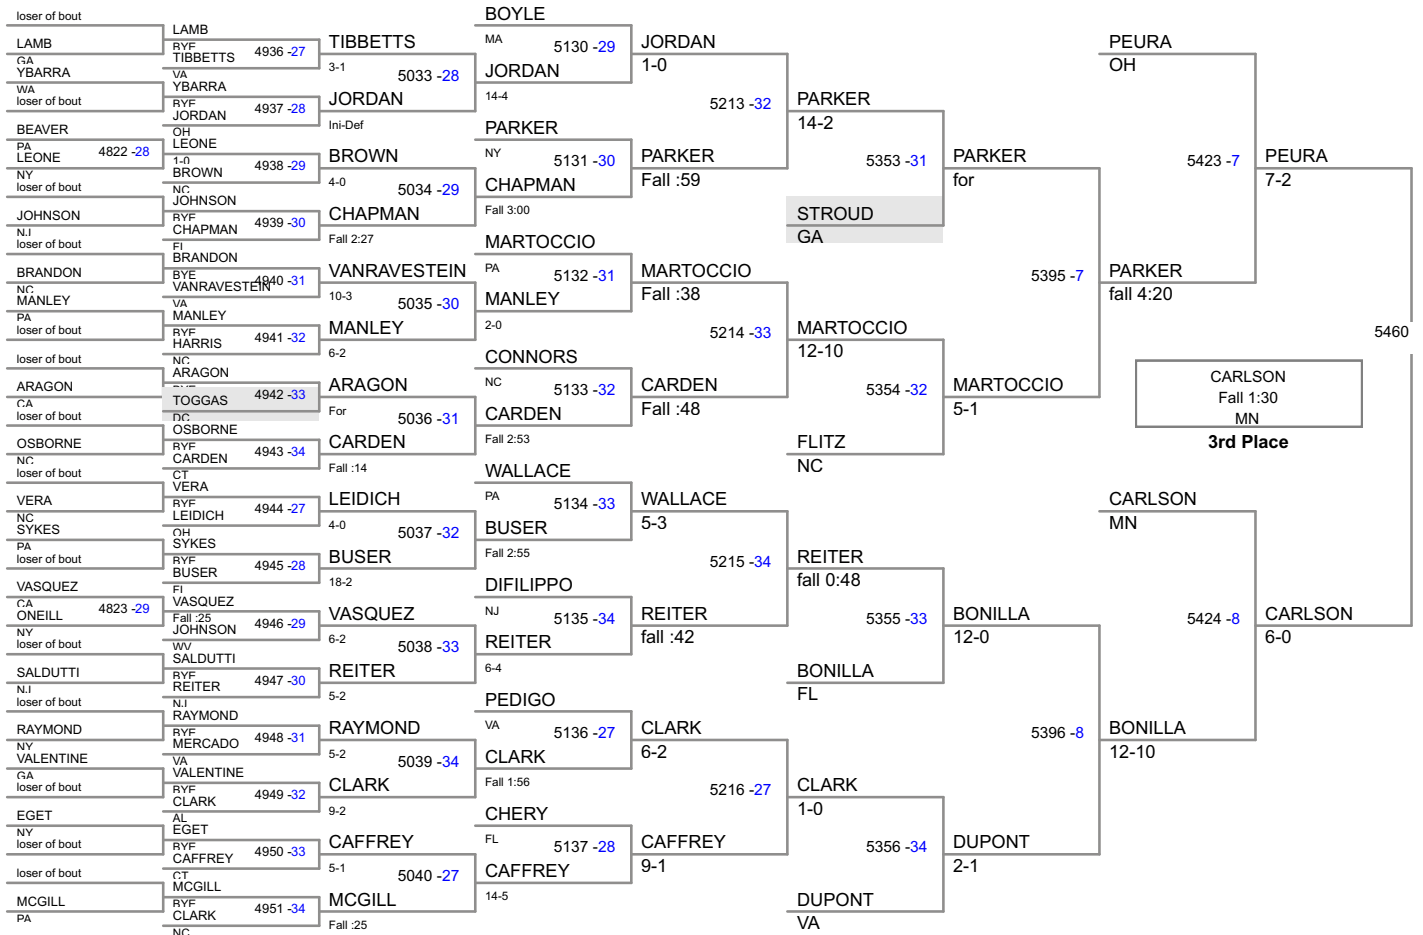 loser of bout
LAMB
GA
YBARRA
WA
loser of bout
BEAVER
PA
LEONE
4822 -28
NY
loser of bout
JOHNSON
NJ
loser of bout
BRANDON
NC
MANLEY
PA
loser of bout
loser of bout
ARAGON
CA
loser of bout
OSBORNE
NC
loser of bout
VERA
NC
SYKES
PA
loser of bout
VASQUEZ
CA
ONEILL
4823 -29
NY
loser of bout
SALDUTTI
NJ
loser of bout
RAYMOND
NY
VALENTINE
GA
loser of bout
EGET
NY
loser of bout
loser of bout
MCGILL
PA
LAMB
BYE
TIBBETTS
4936 -27
VA
YBARRA
BYE
JORDAN
4937 -28
OH
LEONE
1-0
BROWN
4938 -29
NC
JOHNSON
BYE
CHAPMAN
4939 -30
FL
BRANDON
BYE
VANRAVESTEIN
4940 -31
VA
MANLEY
BYE
HARRIS
4941 -32
NC
ARAGON
BYE
TOGGAS
4942 -33
DC
OSBORNE
BYE
CARDEN
4943 -34
CT
VERA
BYE
LEIDICH
4944 -27
OH
SYKES
BYE
BUSER
4945 -28
FL
VASQUEZ
Fall :25
JOHNSON
4946 -29
WV
SALDUTTI
BYE
REITER
4947 -30
NJ
RAYMOND
BYE
MERCADO
4948 -31
VA
VALENTINE
BYE
CLARK
4949 -32
AL
EGET
BYE
CAFFREY
4950 -33
CT
MCGILL
BYE
CLARK
4951 -34
NC
TIBBETTS
3-1
5033 -28
JORDAN
Inj-Def
BROWN
4-0
5034 -29
CHAPMAN
Fall 2:27
VANRAVESTEIN
10-3
5035 -30
MANLEY
6-2
ARAGON
For
5036 -31
CARDEN
Fall :14
LEIDICH
4-0
5037 -32
BUSER
18-2
VASQUEZ
6-2
5038 -33
REITER
5-2
RAYMOND
5-2
5039 -34
CLARK
9-2
CAFFREY
5-1
5040 -27
MCGILL
Fall :25
BOYLE
MA
5130 -29
JORDAN
14-4
PARKER
NY
5131 -30
CHAPMAN
Fall 3:00
MARTOCCIO
PA
5132 -31
MANLEY
2-0
CONNORS
NC
5133 -32
CARDEN
Fall 2:53
WALLACE
PA
5134 -33
BUSER
Fall 2:55
DIFILIPPO
NJ
5135 -34
REITER
6-4
PEDIGO
VA
5136 -27
CLARK
Fall 1:56
CHERY
FL
5137 -28
CAFFREY
14-5
JORDAN
1-0
5213 -32
PARKER
Fall :59
MARTOCCIO
Fall :38
5214 -33
CARDEN
Fall :48
WALLACE
5-3
5215 -34
REITER
fall :42
CLARK
6-2
5216 -27
CAFFREY
9-1
PARKER
14-2
5353 -31
STROUD
GA
MARTOCCIO
12-10
5354 -32
FLITZ
NC
REITER
fall 0:48
5355 -33
BONILLA
FL
CLARK
1-0
5356 -34
DUPONT
VA
PARKER
for
5395 -7
MARTOCCIO
5-1
BONILLA
12-0
5396 -8
DUPONT
2-1
PEURA
OH
5423 -7
PARKER
fall 4:20
CARLSON
MN
5424 -8
BONILLA
12-10
PEURA
7-2
5460
CARLSON
6-0
CARLSON
Fall 1:30
MN
3rd Place